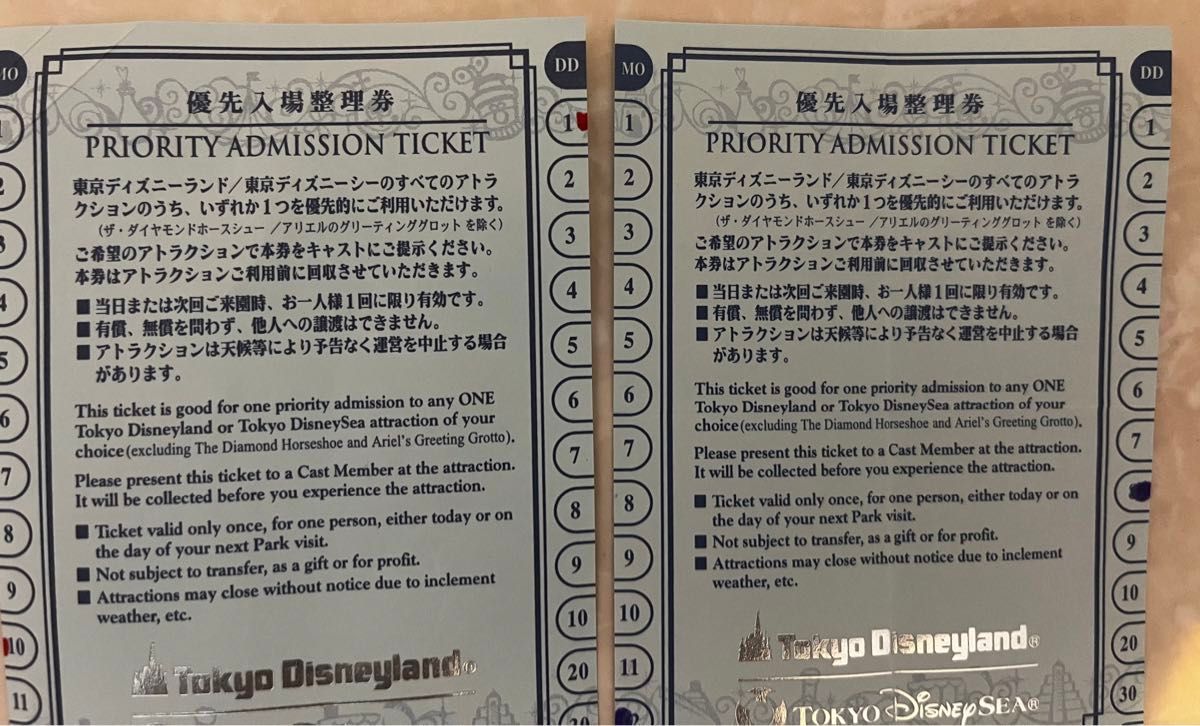 MO
1
2
3
4
5
6
7
8
9
10
11
優先入場整理券
PRIORITY ADMISSION TICKET
東京ディズニーランド／東京ディズニーシーのすべてのアトラ
クションのうち、いずれか１つを優先的にご利用いただけます。
（ザ・ダイヤモンドホースシュー ／アリエルのグリーティンググロット を除く）
ご希望のアトラクションで本券をキャストにご提示ください。
本券はアトラクションご利用前に回収させていただきます。
■ 当日または次回ご来園時、お一人様１回に限り有効です。
■ 有償、無償を問わず、他人への譲渡はできません。
■ アトラクションは天候等により予告なく運営を中止する場合
があります。
This ticket is good for one priority admission to any ONE
Tokyo Disneyland or Tokyo DisneySea attraction of your
choice (excluding The Diamond Horseshoe and Ariel's Greeting Grotto).
Please present this ticket to a Cast Member at the attraction.
It will be collected before you experience the attraction.
■ Ticket valid only once, for one person, either today or on
the day of your next Park visit.
■ Not subject to transfer, as a gift or for profit.
■ Attractions may close without notice due to inclement
weather, etc.
Tokyo Disneyland®
DD
1
2
3
4
5
6
7
8
9
10
20
30
MO
1
2
3
4
5
6
7
8
9
10
11
優先入場整理券
PRIORITY ADMISSION TICKET
東京ディズニーランド／東京ディズニーシーのすべてのアトラ
クションのうち、いずれか１つを優先的にご利用いただけます。
（ザ・ダイヤモンドホースシュー ／アリエルのグリーティンググロット を除く）
ご希望のアトラクションで本券をキャストにご提示ください。
本券はアトラクションご利用前に回収させていただきます。
■ 当日または次回ご来園時、お一人様１回に限り有効です。
■ 有償、無償を問わず、他人への譲渡はできません。
■ アトラクションは天候等により予告なく運営を中止する場合
があります。
This ticket is good for one priority admission to any ONE
Tokyo Disneyland or Tokyo DisneySea attraction of your
choice (excluding The Diamond Horseshoe and Ariel's Greeting Grotto).
Please present this ticket to a Cast Member at the attraction.
It will be collected before you experience the attraction.
■ Ticket valid only once, for one person, either today or on
the day of your next Park visit.
■ Not subject to transfer, as a gift or for profit.
■ Attractions may close without notice due to inclement
weather, etc.
Tokyo Disneyland®
TOKYO DISNEYSEA®
DD
1
2
3
4
5
6
7
9
10
20
30